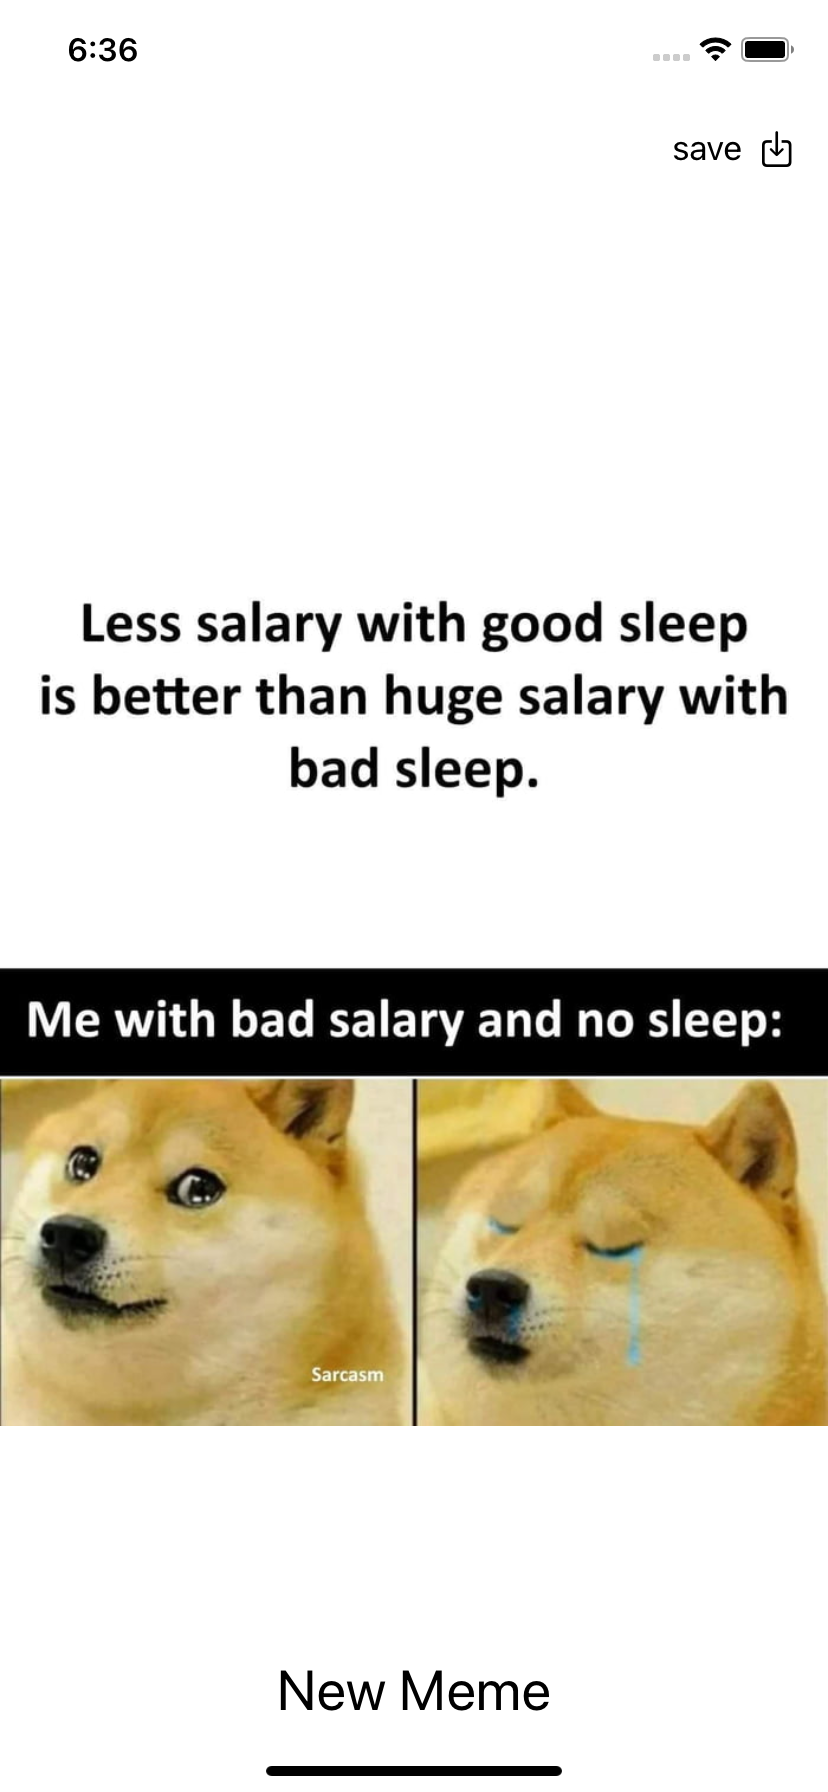 6:36
save
Less salary with good sleep
is better than huge salary with
bad sleep.
Me with bad salary and no sleep:
Sarcasm
New Meme